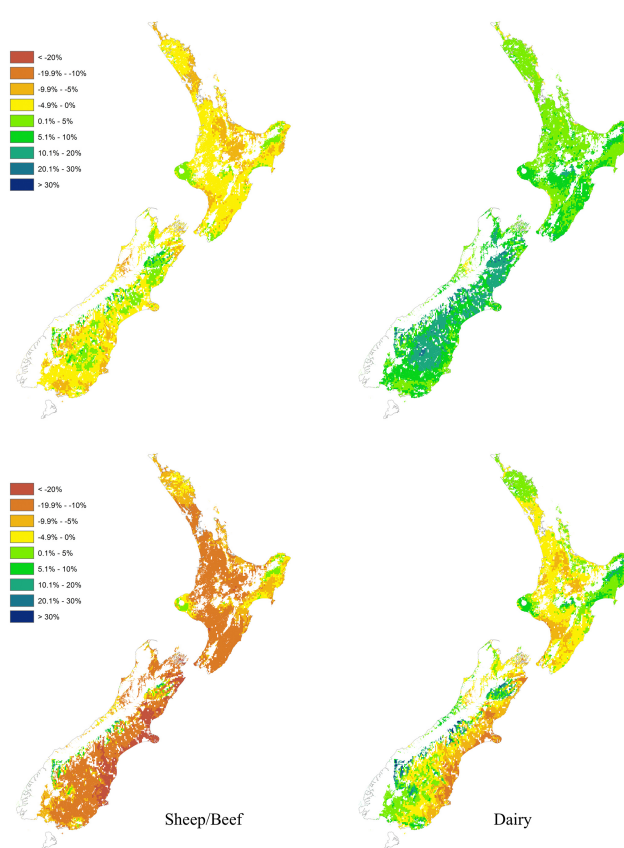 < -20%
-19.9% - -10%
-9.9% - -5%
-4.9% - 0%
0.1% - 5%
5.1% - 10%
10.1% - 20%
20.1% - 30%
> 30%
< -20%
-19.9% - -10%
-9.9% - -5%
-4.9% - 0%
0.1% - 5%
5.1% - 10%
10.1% - 20%
20.1% - 30%
> 30%
Sheep/Beef
Dairy